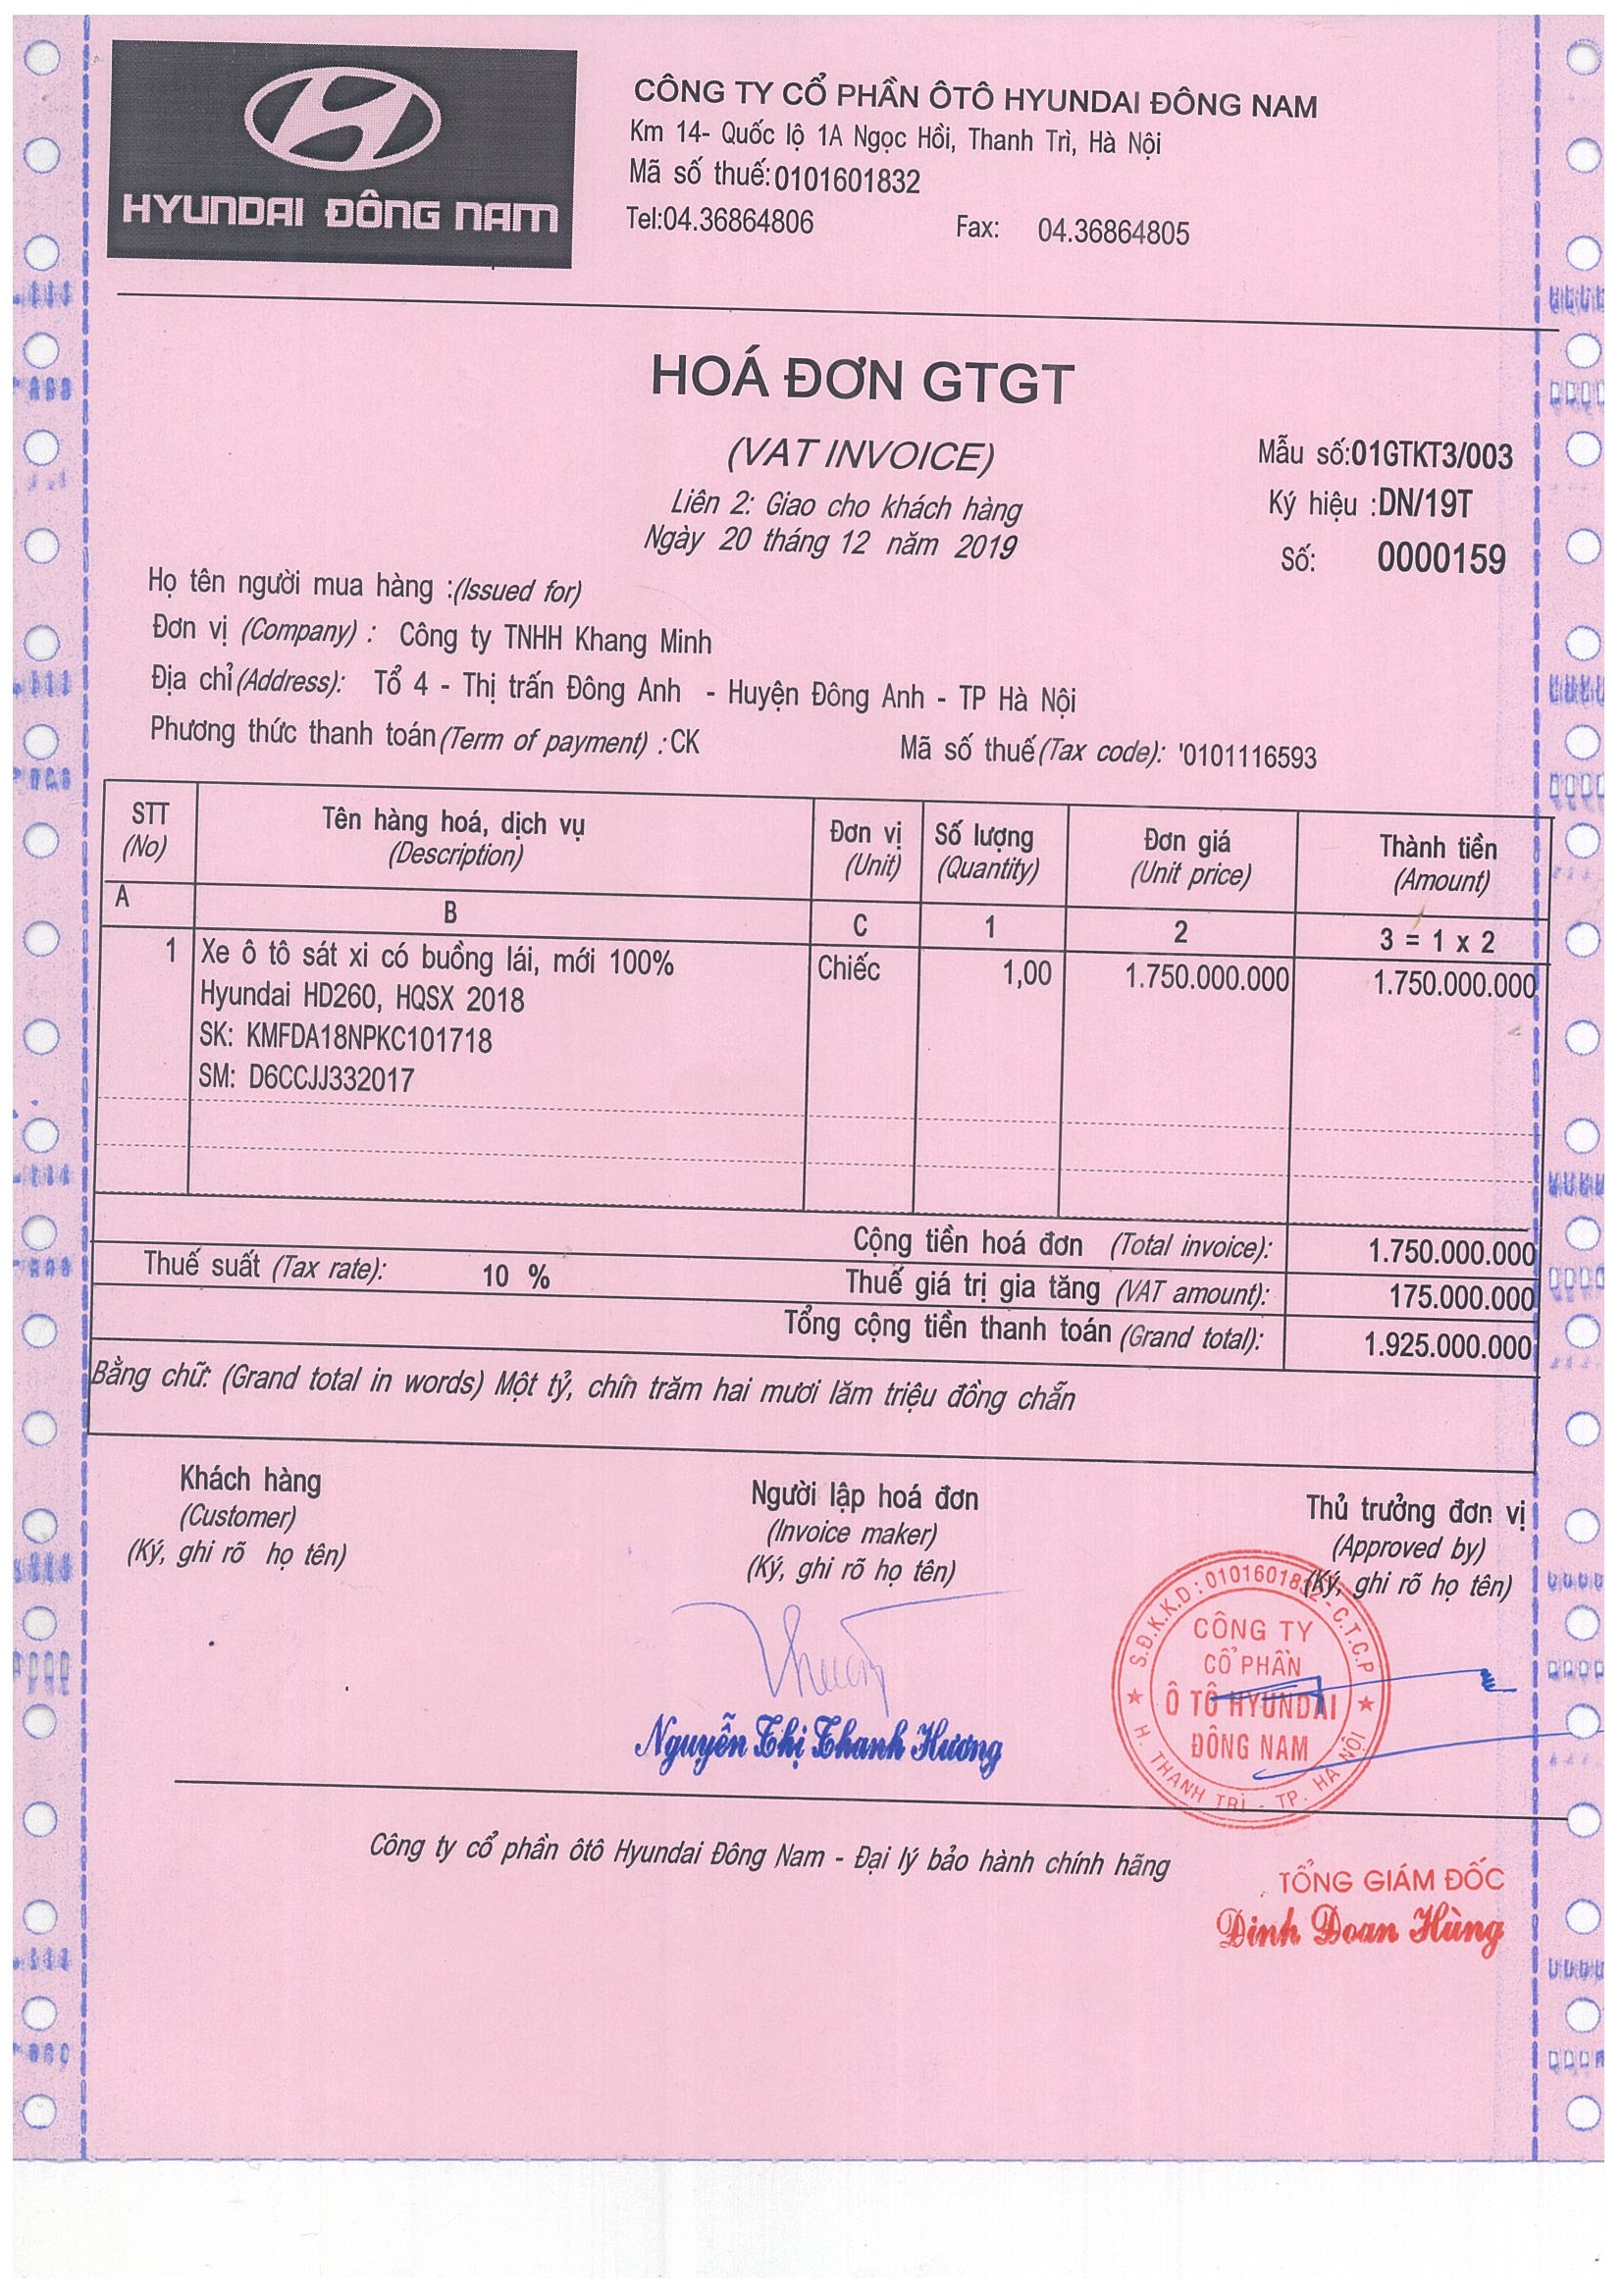 HYUNDAI ĐÔNG NAM
CÔNG TY CỔ PHẦN ÔTÔ HYUNDAI ĐÔNG NAM
Km 14- Quốc lộ 1A Ngọc Hồi, Thanh Trì, Hà Nội
Mã số thuế:0101601832
Tel:04.36864806 Fax: 04.36864805
HOÁ ĐƠN GTGT
(VAT INVOICE)
Mẫu số:01GTKT3/003
Liên 2: Giao cho khách hàng
Ký hiệu :DN/19T
Ngày 20 tháng 12 năm 2019
Số: 0000159
Họ tên người mua hàng :(Issued for)
Đơn vị (Company) : Công ty TNHH Khang Minh
Địa chỉ(Address): Tổ 4 - Thị trấn Đông Anh - Huyện Đông Anh - TP Hà Nội
Phương thức thanh toán(Term of payment) :CK Mã số thuế(Tax code): '0101116593
STT Tên hàng hoá, dịch vụ Đơn vị Số lượng Đơn giá Thành tiền
(No) (Description) (Unit) (Quantity) (Unit price) (Amount)
A B C 1 2 3 = 1 x 2
1 Xe ô tô sát xi có buồng lái, mới 100% Chiếc 1,00 1.750.000.000 1.750.000.000
Hyundai HD260, HQSX 2018
SK: KMFDA18NPKC101718
SM: D6CCJJ332017
Cộng tiền hoá đơn (Total invoice): 1.750.000.000
Thuế suất (Tax rate): 10 % Thuế giá trị gia tăng (VAT amount): 175.000.000
Tổng cộng tiền thanh toán (Grand total): 1.925.000.000
Bằng chữ: (Grand total in words) Một tỷ, chín trăm hai mươi lăm triệu đồng chẵn
Khách hàng Người lập hoá đơn Thủ trưởng đơn vị
(Customer) (Invoice maker) (Approved by)
(Ký, ghi rõ họ tên) (Ký, ghi rõ họ tên) (Ký, ghi rõ họ tên)
S.Đ.K.K.D: 0101601832 - C.T.C.P
CÔNG TY
CỔ PHẦN
Ô TÔ HYUNDAI
ĐÔNG NAM
H. THANH TRÌ - TP. HÀ NỘI
Nguyễn Thị Thanh Hương
Công ty cổ phần ôtô Hyundai Đông Nam - Đại lý bảo hành chính hãng
TỔNG GIÁM ĐỐC
Đinh Đoan Hùng